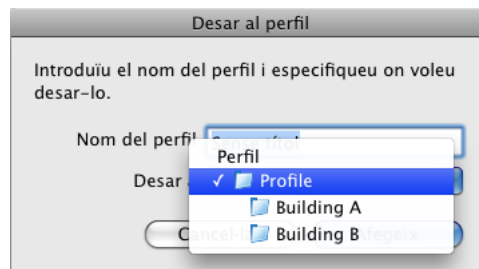 Desar al perfil
Introduïu el nom del perfil i especifiqueu on voleu
desar-lo.
Nom del perfil
Perfil
Desar
✓ Profile
Building A
Building B